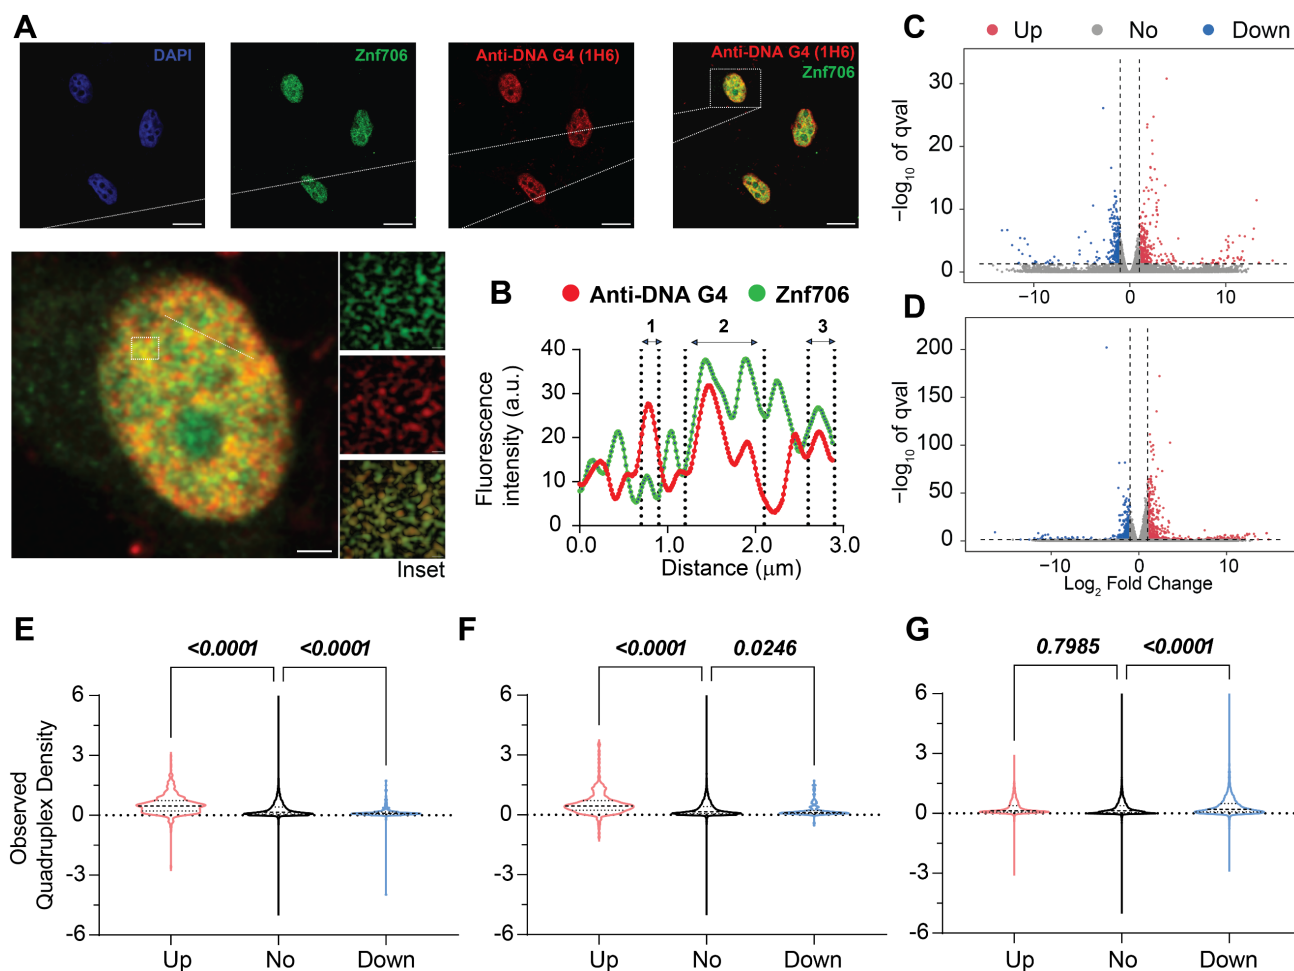 A
DAPI
Znf706
Anti-DNA G4 (1H6)
Anti-DNA G4 (1H6)
Znf706
Inset
B
Anti-DNA G4
Znf706
1
2
3
Fluorescence
intensity (a.u.)
40
30
20
10
0
0.0
1.0
2.0
3.0
Distance (μm)
C
Up
No
Down
−log10 of qval
30
20
10
0
−10
0
10
D
−log10 of qval
200
150
100
50
0
−10
0
10
Log2 Fold Change
E
<0.0001
<0.0001
Observed
Quadruplex Density
6
3
0
-3
-6
Up
No
Down
F
<0.0001
0.0246
6
3
0
-3
-6
Up
No
Down
G
0.7985
<0.0001
6
3
0
-3
-6
Up
No
Down